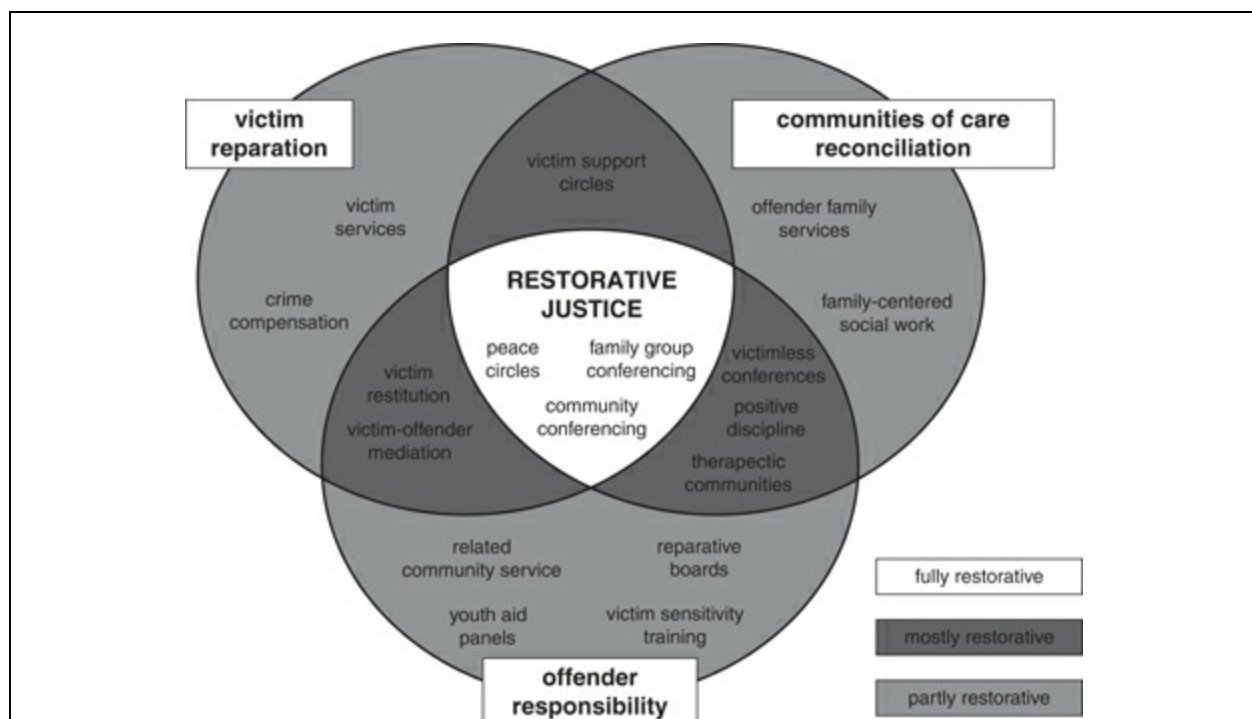 victim
reparation
communities of care
reconciliation
victim support
circles
victim
services
offender family
services
crime
compensation
family-centered
social work
RESTORATIVE
JUSTICE
peace
circles
family group
conferencing
community
conferencing
victim
restitution
victim-offender
mediation
victimless
conferences
positive
discipline
therapectic
communities
related
community service
reparative
boards
youth aid
panels
victim sensitivity
training
offender
responsibility
fully restorative
mostly restorative
partly restorative